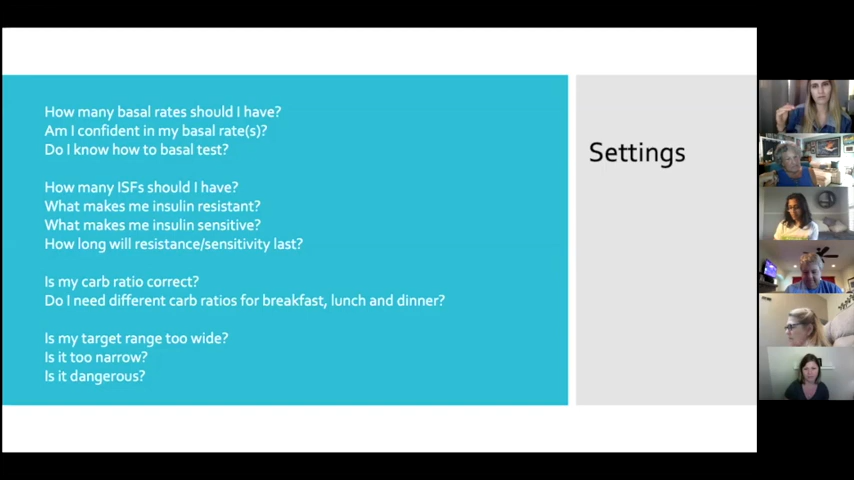 How many basal rates should I have?
Am I confident in my basal rate(s)?
Do I know how to basal test?
How many ISFs should I have?
What makes me insulin resistant?
What makes me insulin sensitive?
How long will resistance/sensitivity last?
Is my carb ratio correct?
Do I need different carb ratios for breakfast, lunch and dinner?
Is my target range too wide?
Is it too narrow?
Is it dangerous?
Settings